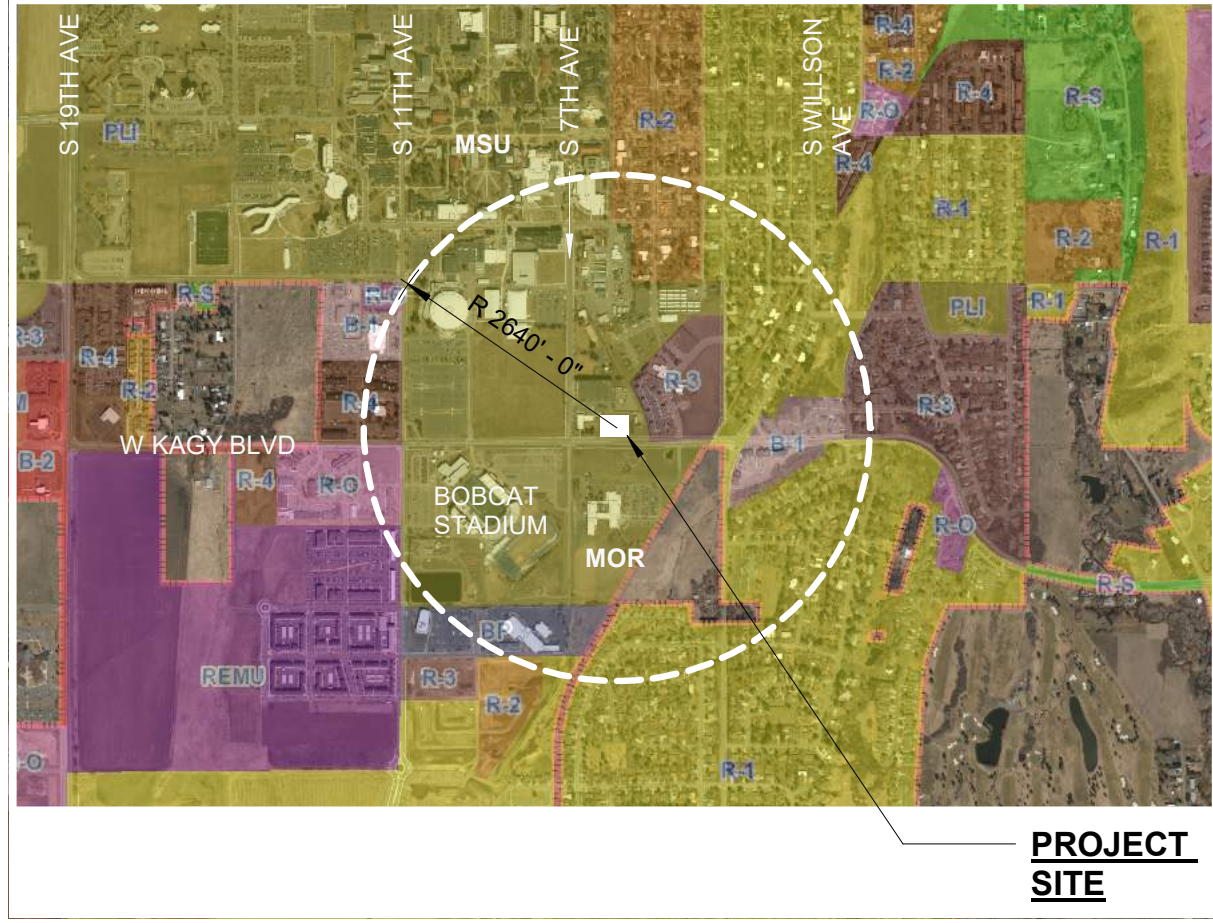 S 19TH AVE
S 11TH AVE
S 7TH AVE
S WILLSON
AVE
R-4
R-2
R-O
R-4
R-4
R-S
PLI
MSU
R-2
R-1
R-2
R-1
R-S
B-1
R 2640' - 0"
PLI
R-1
R-3
R-4
R-2
R-4
R-3
R-3
B-1
W KAGY BLVD
B-2
R-4
R-O
BOBCAT
STADIUM
MOR
R-O
R-S
BP
REMU
R-3
R-2
R-1
PROJECT
SITE